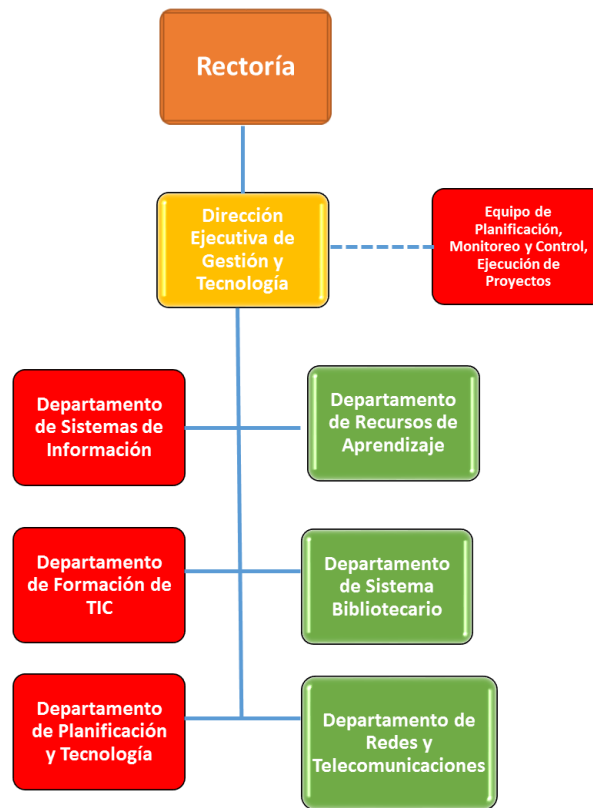 Rectoría
Dirección
Ejecutiva de
Gestión y
Tecnología
Equipo de
Planificación,
Monitoreo y Control,
Ejecución de
Proyectos
Departamento
de Sistemas de
Información
Departamento
de Recursos de
Aprendizaje
Departamento
de Formación de
TIC
Departamento
de Sistema
Bibliotecario
Departamento
de Planificación
y Tecnología
Departamento de
Redes y
Telecomunicaciones